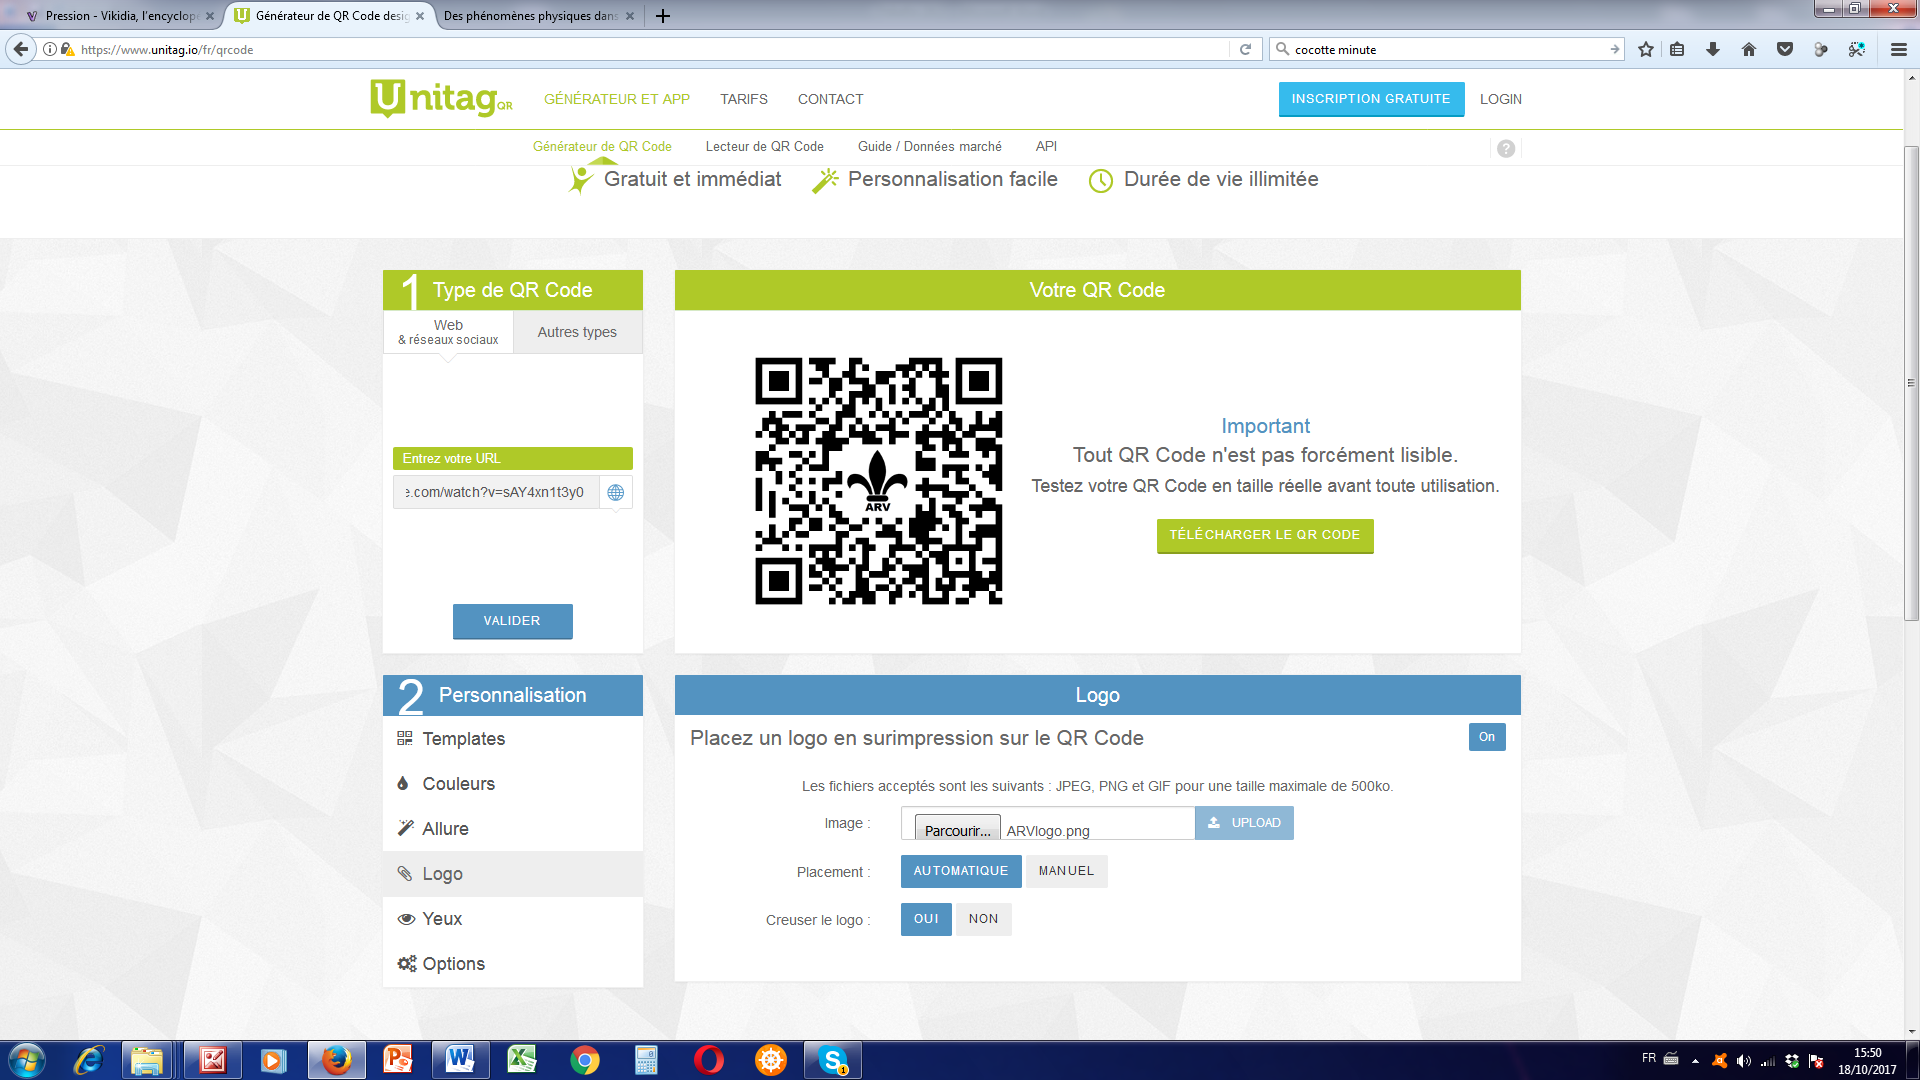 Pression - Vikidia, l'encyclope
Générateur de QR Code desig
Des phénomènes physiques dans
https://www.unitag.io/fr/qrcode
cocotte minute
Unitag QR
GÉNÉRATEUR ET APP
TARIFS
CONTACT
INSCRIPTION GRATUITE
LOGIN
Générateur de QR Code
Lecteur de QR Code
Guide / Données marché
API
?
Gratuit et immédiat
Personnalisation facile
Durée de vie illimitée
1 Type de QR Code
Votre QR Code
Web
& réseaux sociaux
Autres types
Entrez votre URL
e.com/watch?v=sAY4xn1t3y0
VALIDER
ARV
Important
Tout QR Code n'est pas forcément lisible.
Testez votre QR Code en taille réelle avant toute utilisation.
TÉLÉCHARGER LE QR CODE
2 Personnalisation
Templates
Couleurs
Allure
Logo
Yeux
Options
Logo
Placez un logo en surimpression sur le QR Code
On
Les fichiers acceptés sont les suivants : JPEG, PNG et GIF pour une taille maximale de 500ko.
Image :
Parcourir...
ARVlogo.png
UPLOAD
Placement :
AUTOMATIQUE
MANUEL
Creuser le logo :
OUI
NON
FR
15:50
18/10/2017